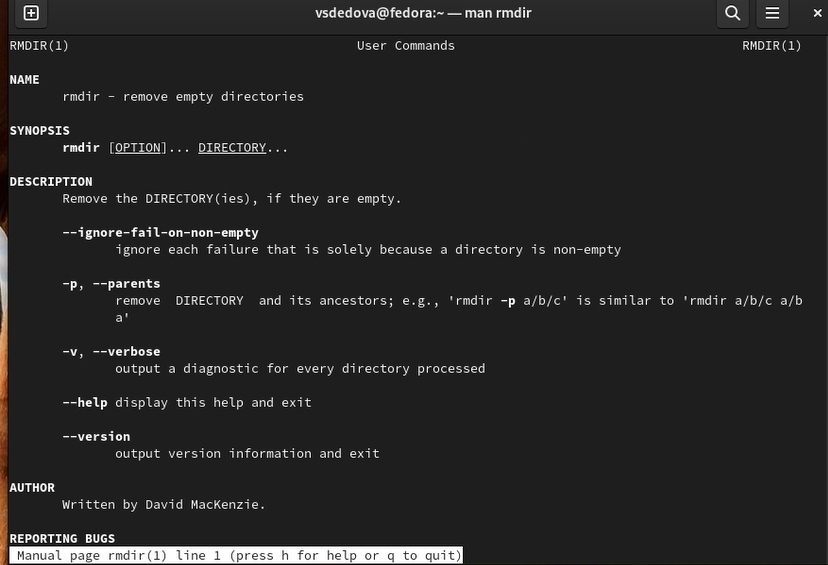 vsdedova@fedora:~ — man rmdir
RMDIR(1) User Commands RMDIR(1)
NAME
rmdir - remove empty directories
SYNOPSIS
rmdir [OPTION]... DIRECTORY...
DESCRIPTION
Remove the DIRECTORY(ies), if they are empty.
--ignore-fail-on-non-empty
ignore each failure that is solely because a directory is non-empty
-p, --parents
remove DIRECTORY and its ancestors; e.g., 'rmdir -p a/b/c' is similar to 'rmdir a/b/c a/b
a'
-v, --verbose
output a diagnostic for every directory processed
--help display this help and exit
--version
output version information and exit
AUTHOR
Written by David MacKenzie.
REPORTING BUGS
Manual page rmdir(1) line 1 (press h for help or q to quit)